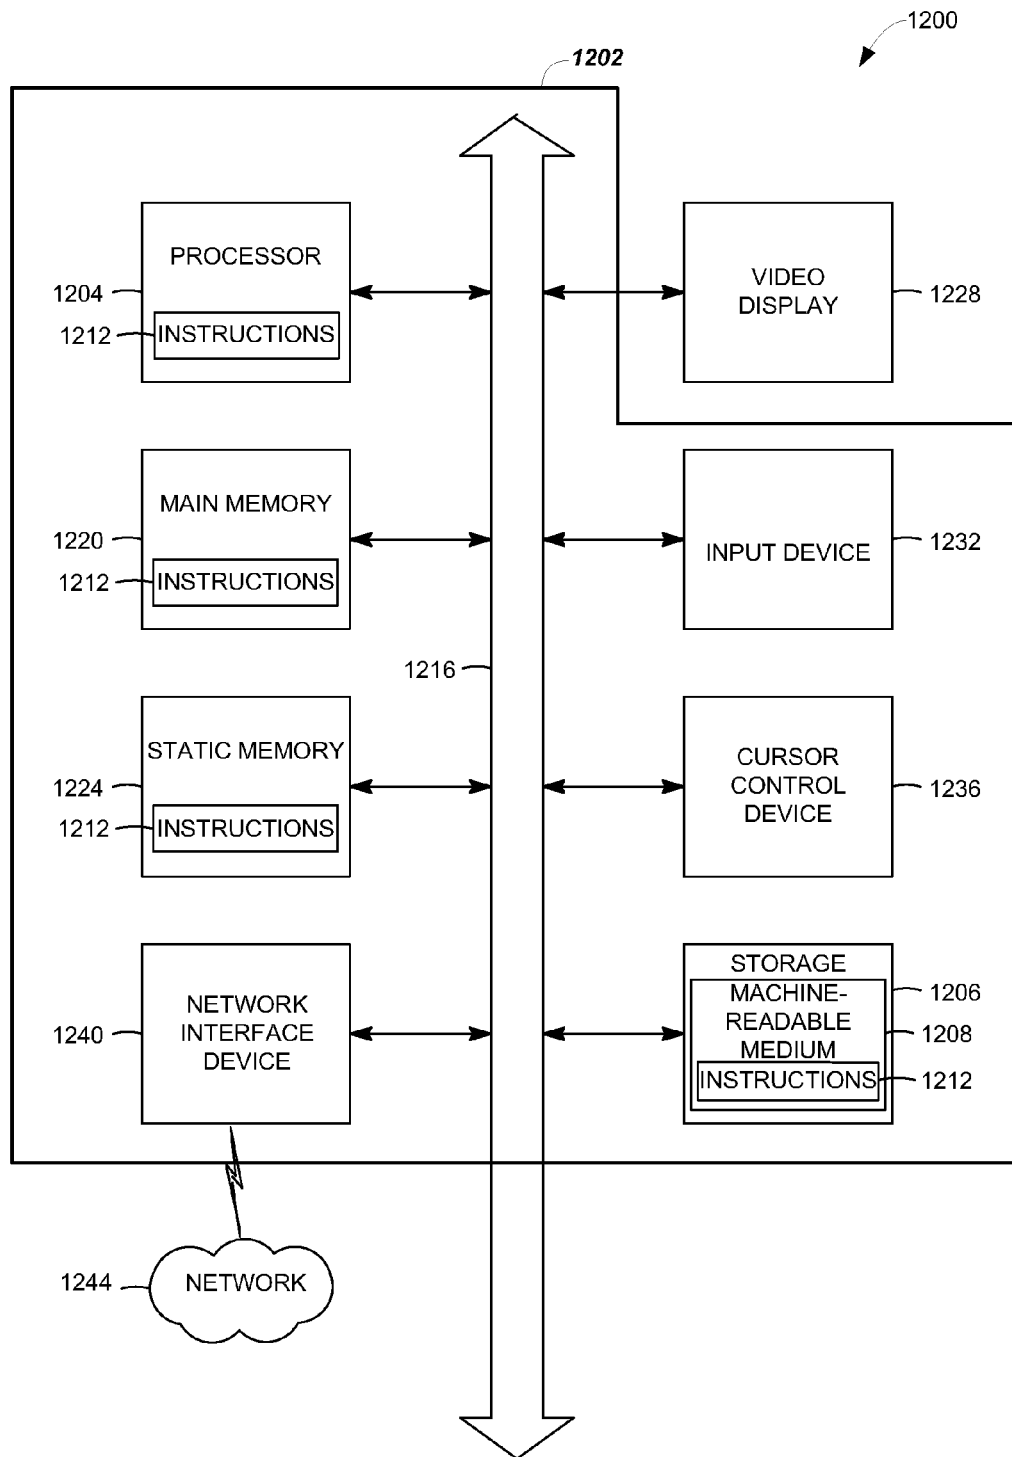 1200
1202
PROCESSOR
1204
1212
INSTRUCTIONS
VIDEO
DISPLAY
1228
MAIN MEMORY
1220
1212
INSTRUCTIONS
INPUT DEVICE
1232
1216
STATIC MEMORY
1224
1212
INSTRUCTIONS
CURSOR
CONTROL
DEVICE
1236
NETWORK
INTERFACE
DEVICE
1240
STORAGE
MACHINE-
READABLE
MEDIUM
INSTRUCTIONS
1206
1208
1212
1244
NETWORK